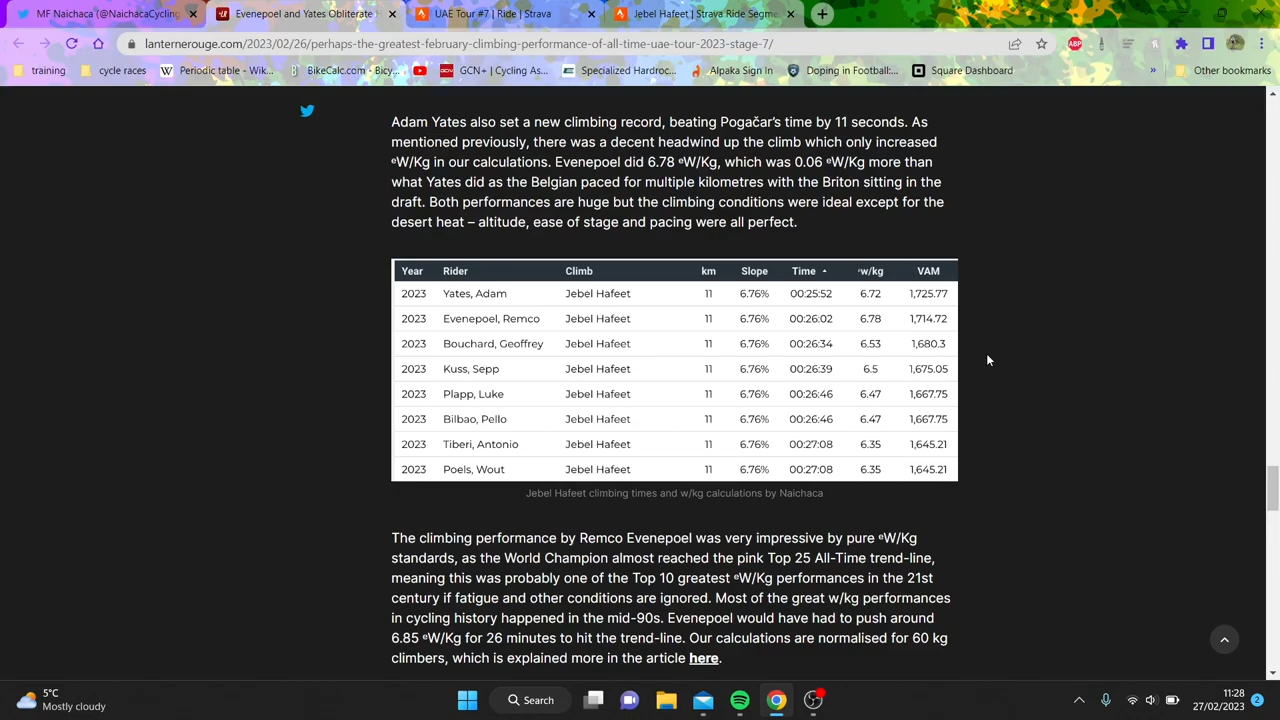 MF Naichaca (@NaichacaCycling
Evenepoel and Yates Obliterate
UAE Tour #7 | Ride | Strava
Jebel Hafeet | Strava Ride Segme
lanternerouge.com/2023/02/26/perhaps-the-greatest-february-climbing-performance-of-all-time-uae-tour-2023-stage-7/
ABP
training
cycle races
Periodic table - Wik...
BikeCalc.com - Bicy...
GCN+ | Cycling As...
Specialized Hardroc...
Alpaka Sign In
Doping in Football:...
Square Dashboard
»
Other bookmarks
Adam Yates also set a new climbing record, beating Pogačar's time by 11 seconds. As
mentioned previously, there was a decent headwind up the climb which only increased
ᵉW/Kg in our calculations. Evenepoel did 6.78 ᵉW/Kg, which was 0.06 ᵉW/Kg more than
what Yates did as the Belgian paced for multiple kilometres with the Briton sitting in the
draft. Both performances are huge but the climbing conditions were ideal except for the
desert heat – altitude, ease of stage and pacing were all perfect.
Year Rider Climb km Slope Time ᵉw/kg VAM
2023 Yates, Adam Jebel Hafeet 11 6.76% 00:25:52 6.72 1,725.77
2023 Evenepoel, Remco Jebel Hafeet 11 6.76% 00:26:02 6.78 1,714.72
2023 Bouchard, Geoffrey Jebel Hafeet 11 6.76% 00:26:34 6.53 1,680.3
2023 Kuss, Sepp Jebel Hafeet 11 6.76% 00:26:39 6.5 1,675.05
2023 Plapp, Luke Jebel Hafeet 11 6.76% 00:26:46 6.47 1,667.75
2023 Bilbao, Pello Jebel Hafeet 11 6.76% 00:26:46 6.47 1,667.75
2023 Tiberi, Antonio Jebel Hafeet 11 6.76% 00:27:08 6.35 1,645.21
2023 Poels, Wout Jebel Hafeet 11 6.76% 00:27:08 6.35 1,645.21
Jebel Hafeet climbing times and w/kg calculations by Naichaca
The climbing performance by Remco Evenepoel was very impressive by pure ᵉW/Kg
standards, as the World Champion almost reached the pink Top 25 All-Time trend-line,
meaning this was probably one of the Top 10 greatest ᵉW/Kg performances in the 21st
century if fatigue and other conditions are ignored. Most of the great w/kg performances
in cycling history happened in the mid-90s. Evenepoel would have had to push around
6.85 ᵉW/Kg for 26 minutes to hit the trend-line. Our calculations are normalised for 60 kg
climbers, which is explained more in the article here.
5°C
Mostly cloudy
Search
11:28
27/02/2023
2